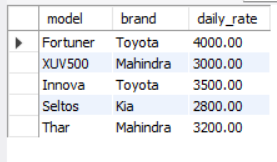 model brand daily_rate
Fortuner Toyota 4000.00
XUV500 Mahindra 3000.00
Innova Toyota 3500.00
Seltos Kia 2800.00
Thar Mahindra 3200.00